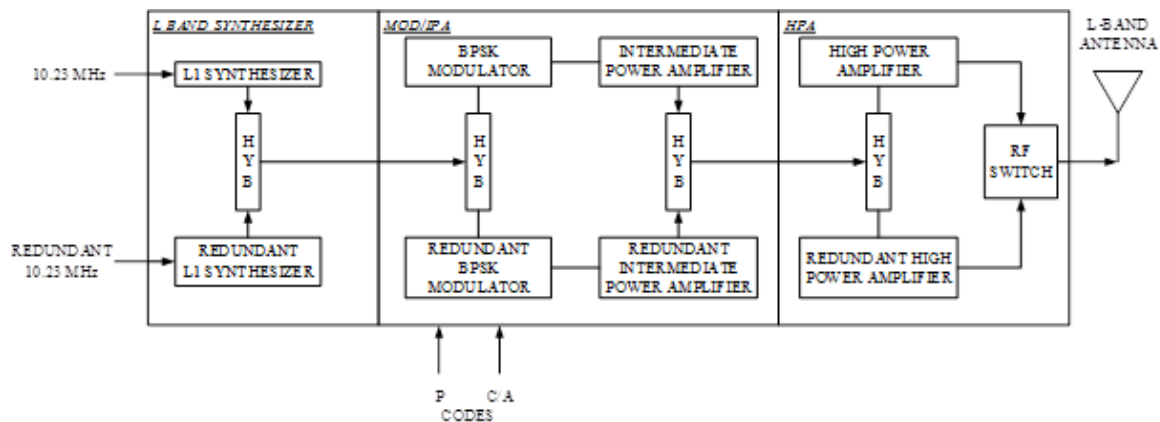 L BAND SYNTHESIZER
MOD/IPA
HPA
L-BAND
ANTENNA
10.23 MHz
L1 SYNTHESIZER
BPSK
MODULATOR
INTERMEDIATE
POWER AMPLIFIER
HIGH POWER
AMPLIFIER
H
Y
B
H
Y
B
H
Y
B
H
Y
B
RF
SWITCH
REDUNDANT
10.23 MHz
REDUNDANT
L1 SYNTHESIZER
REDUNDANT
BPSK
MODULATOR
REDUNDANT
INTERMEDIATE
POWER AMPLIFIER
REDUNDANT HIGH
POWER AMPLIFIER
P C/A
CODES